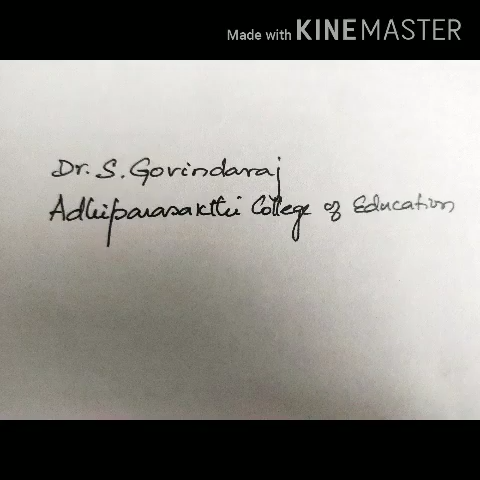 Made with KINEMASTER
Dr. S. Govindaraj
Adhiparasakthi College of Education